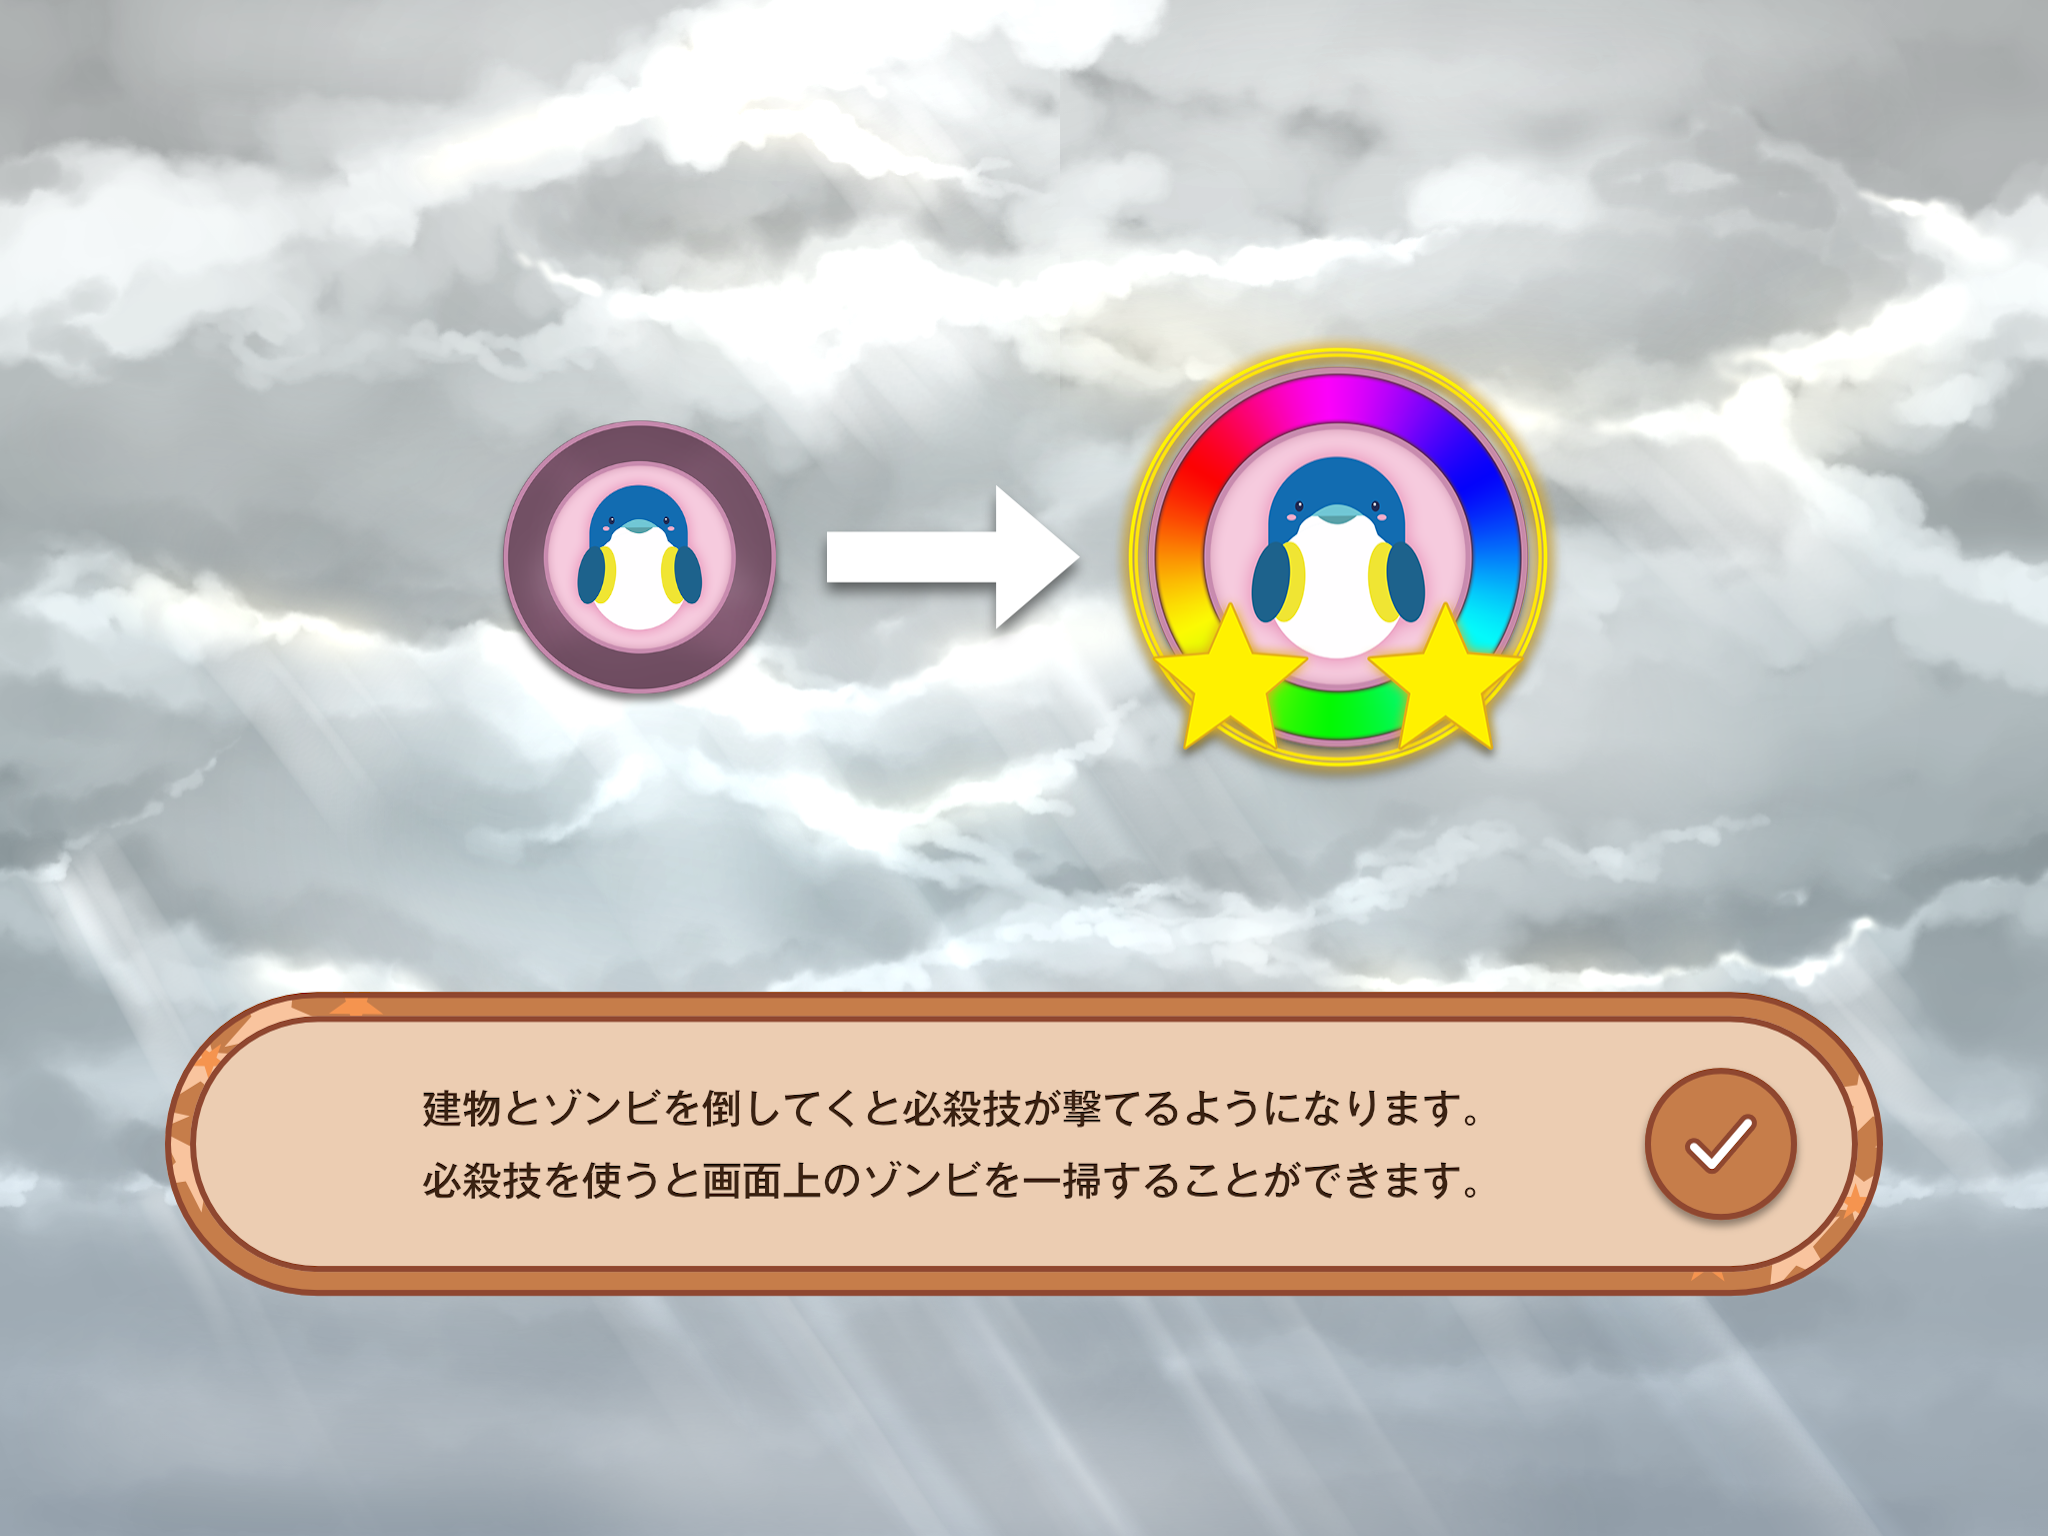 建物とゾンビを倒してくと必殺技が撃てるようになります。
必殺技を使うと画面上のゾンビを一掃することができます。